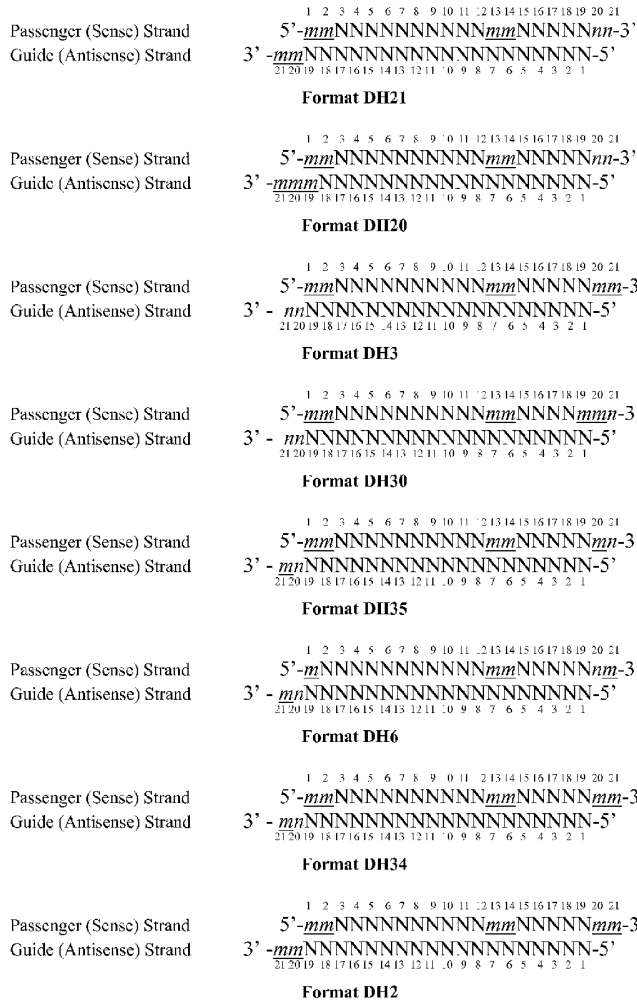 1 2 3 4 5 6 7 8 9 10 11 12 13 14 15 16 17 18 19 20 21
Passenger (Sense) Strand 5’-mmNNNNNNNNNNmmNNNNNnn-3’
Guide (Antisense) Strand 3’ -mmNNNNNNNNNNNNNNNNNNN-5’
21 20 19 18 17 16 15 14 13 12 11 10 9 8 7 6 5 4 3 2 1
Format DH21
1 2 3 4 5 6 7 8 9 10 11 12 13 14 15 16 17 18 19 20 21
Passenger (Sense) Strand 5’-mmNNNNNNNNNNmmNNNNNnn-3’
Guide (Antisense) Strand 3’ -mmmNNNNNNNNNNNNNNNNNN-5’
21 20 19 18 17 16 15 14 13 12 11 10 9 8 7 6 5 4 3 2 1
Format DH20
1 2 3 4 5 6 7 8 9 10 11 12 13 14 15 16 17 18 19 20 21
Passenger (Sense) Strand 5’-mmNNNNNNNNNNmmNNNNNmm-3
Guide (Antisense) Strand 3’ - nnNNNNNNNNNNNNNNNNNNN-5’
21 20 19 18 17 16 15 14 13 12 11 10 9 8 7 6 5 4 3 2 1
Format DH3
1 2 3 4 5 6 7 8 9 10 11 12 13 14 15 16 17 18 19 20 21
Passenger (Sense) Strand 5’-mmNNNNNNNNNNmmNNNNmmn-3
Guide (Antisense) Strand 3’ - nnNNNNNNNNNNNNNNNNNNN-5’
21 20 19 18 17 16 15 14 13 12 11 10 9 8 7 6 5 4 3 2 1
Format DH30
1 2 3 4 5 6 7 8 9 10 11 12 13 14 15 16 17 18 19 20 21
Passenger (Sense) Strand 5’-mmNNNNNNNNNNmmNNNNNmn-3
Guide (Antisense) Strand 3’ - mnNNNNNNNNNNNNNNNNNNN-5’
21 20 19 18 17 16 15 14 13 12 11 10 9 8 7 6 5 4 3 2 1
Format DH35
1 2 3 4 5 6 7 8 9 10 11 12 13 14 15 16 17 18 19 20 21
Passenger (Sense) Strand 5’-mNNNNNNNNNNNmmNNNNNnm-3
Guide (Antisense) Strand 3’ - mnNNNNNNNNNNNNNNNNNNN-5’
21 20 19 18 17 16 15 14 13 12 11 10 9 8 7 6 5 4 3 2 1
Format DH6
1 2 3 4 5 6 7 8 9 10 11 12 13 14 15 16 17 18 19 20 21
Passenger (Sense) Strand 5’-mmNNNNNNNNNNmmNNNNNmm-3
Guide (Antisense) Strand 3’ - mnNNNNNNNNNNNNNNNNNNN-5’
21 20 19 18 17 16 15 14 13 12 11 10 9 8 7 6 5 4 3 2 1
Format DH34
1 2 3 4 5 6 7 8 9 10 11 12 13 14 15 16 17 18 19 20 21
Passenger (Sense) Strand 5’-mmNNNNNNNNNNmmNNNNNmm-3
Guide (Antisense) Strand 3’ -mmNNNNNNNNNNNNNNNNNNN-5’
21 20 19 18 17 16 15 14 13 12 11 10 9 8 7 6 5 4 3 2 1
Format DH2